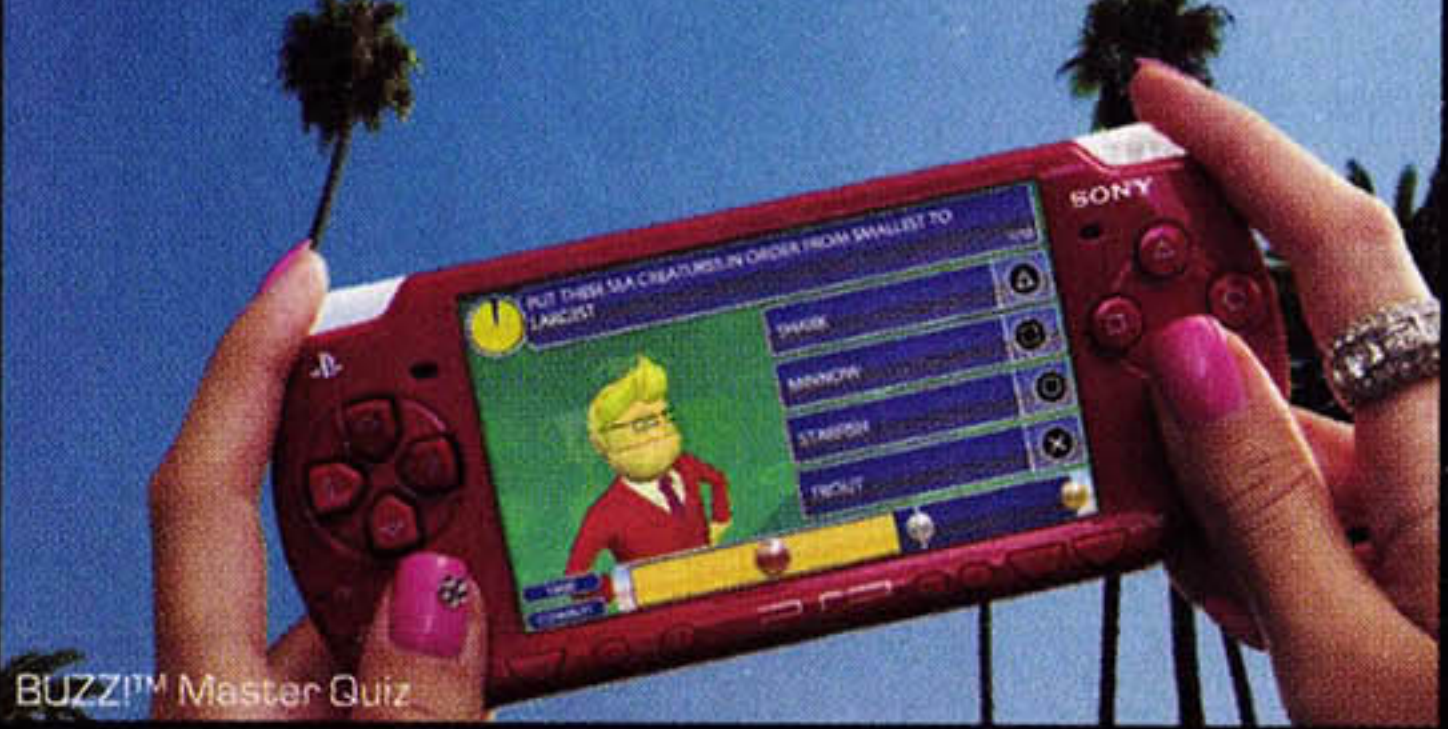 SONY
PUT THESE SEA CREATURES IN ORDER FROM SMALLEST TO
LARGEST
SHARK
MINNOW
STARFISH
TROUT
BUZZ!™ Master Quiz